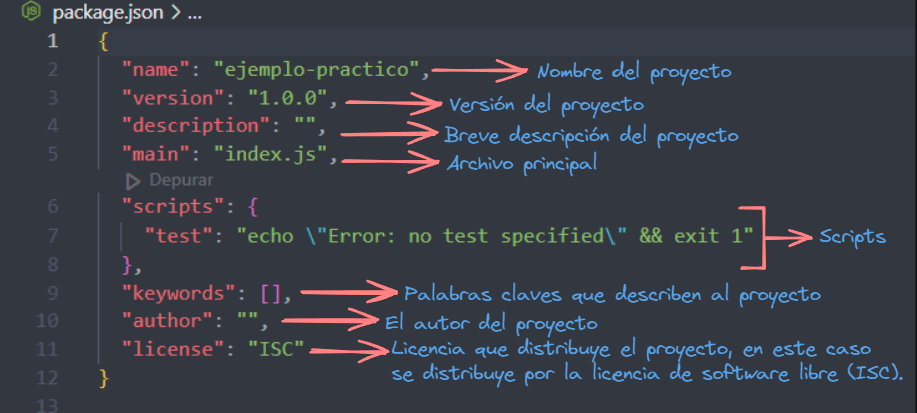 JS package.json > ...
1 {
2 "name": "ejemplo-practico", Nombre del proyecto
3 "version": "1.0.0", Versión del proyecto
4 "description": "", Breve descripción del proyecto
5 "main": "index.js", Archivo principal
Depurar
6 "scripts": {
7 "test": "echo \"Error: no test specified\" && exit 1" Scripts
8 },
9 "keywords": [], Palabras claves que describen al proyecto
10 "author": "", El autor del proyecto
11 "license": "ISC" Licencia que distribuye el proyecto, en este caso
12 } se distribuye por la licencia de software libre (ISC).
13